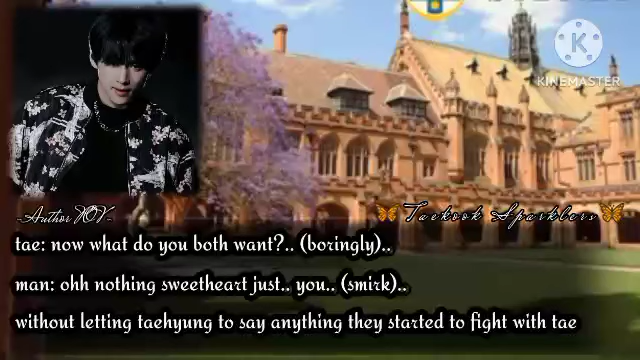 K
KINEMASTER
-Author POV-
🦋 Taekook Sparklers 🦋
tae: now what do you both want?.. (boringly)..
man: ohh nothing sweetheart just.. you.. (smirk)..
without letting taehyung to say anything they started to fight with tae